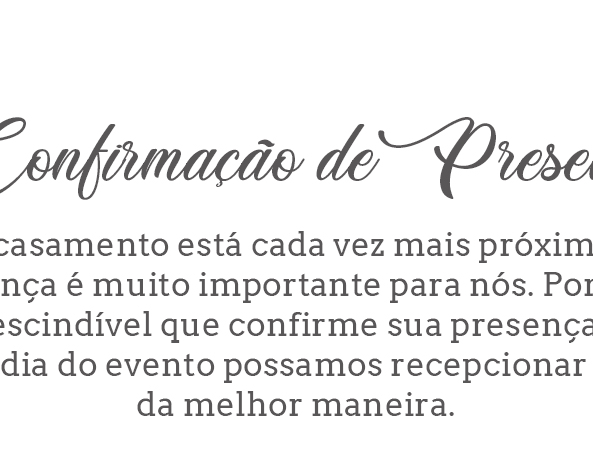 Confirmação de Prese
casamento está cada vez mais próxim
nça é muito importante para nós. Por
escindível que confirme sua presença
dia do evento possamos recepcionar
da melhor maneira.